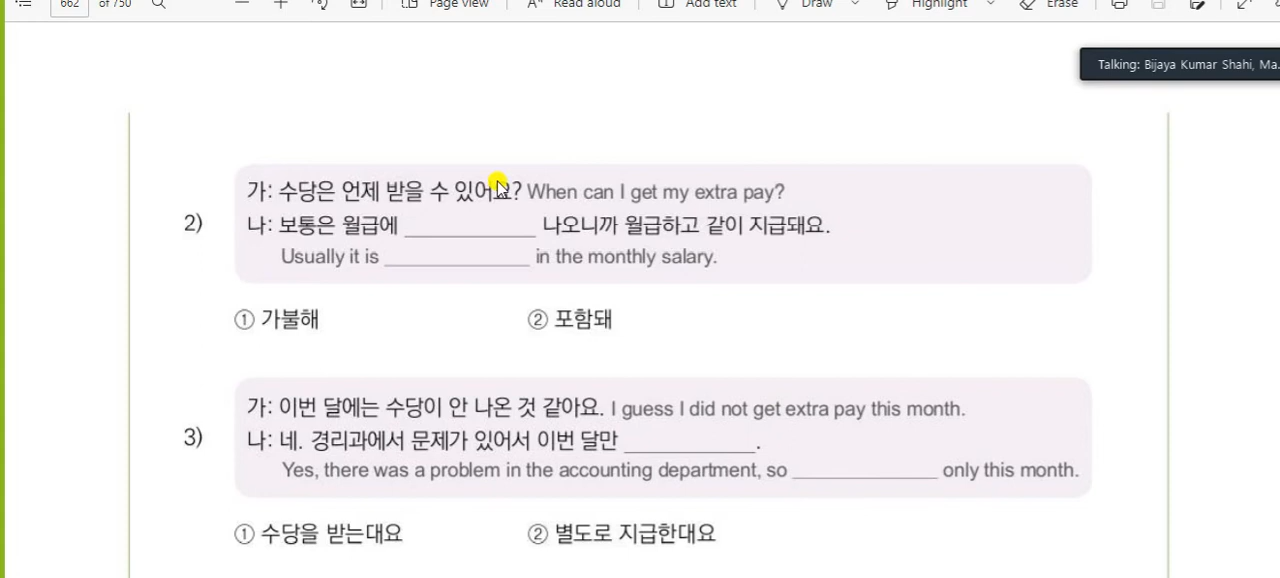 662 of 750 Page view Read aloud Add text Draw Highlight Erase
Talking: Bijaya Kumar Shahi, Ma...
2)
가: 수당은 언제 받을 수 있어요? When can I get my extra pay?
나: 보통은 월급에 ____________ 나오니까 월급하고 같이 지급돼요.
Usually it is ____________ in the monthly salary.
① 가불해 ② 포함돼
3)
가: 이번 달에는 수당이 안 나온 것 같아요. I guess I did not get extra pay this month.
나: 네. 경리과에서 문제가 있어서 이번 달만 ____________.
Yes, there was a problem in the accounting department, so ____________ only this month.
① 수당을 받는대요 ② 별도로 지급한대요